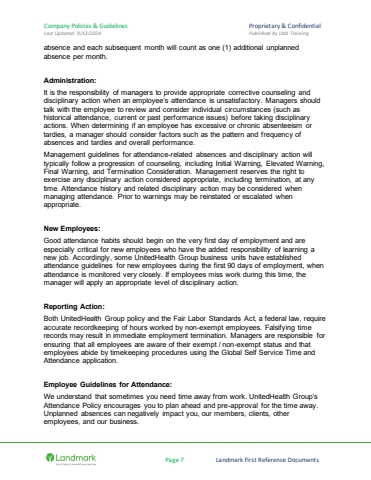 Company Policies & Guidelines
Proprietary & Confidential
Last Updated: 9/12/2024
Published by LM1 Training
absence and each subsequent month will count as one (1) additional unplanned
absence per month.
Administration:
It is the responsibility of managers to provide appropriate corrective counseling and
disciplinary action when an employee's attendance is unsatisfactory. Managers should
talk with the employee to review and consider individual circumstances (such as
historical attendance, current or past performance issues) before taking disciplinary
actions. When determining if an employee has excessive or chronic absenteeism or
tardies, a manager should consider factors such as the pattern and frequency of
absences and tardies and overall performance.
Management guidelines for attendance-related absences and disciplinary action will
typically follow a progression of counseling, including Initial Warning, Elevated Warning,
Final Warning, and Termination Consideration. Management reserves the right to
exercise any disciplinary action considered appropriate, including termination, at any
time. Attendance history and related disciplinary action may be considered when
managing attendance. Prior to warnings may be reinstated or escalated when
appropriate.
New Employees:
Good attendance habits should begin on the very first day of employment and are
especially critical for new employees who have the added responsibility of learning a
new job. Accordingly, some UnitedHealth Group business units have established
attendance guidelines for new employees during the first 90 days of employment, when
attendance is monitored very closely. If employees miss work during this time, the
manager will apply an appropriate level of disciplinary action.
Reporting Action:
Both UnitedHealth Group policy and the Fair Labor Standards Act, a federal law, require
accurate recordkeeping of hours worked by non-exempt employees. Falsifying time
records may result in immediate employment termination. Managers are responsible for
ensuring that all employees are aware of their exempt / non-exempt status and that
employees abide by timekeeping procedures using the Global Self Service Time and
Attendance application.
Employee Guidelines for Attendance:
We understand that sometimes you need time away from work. UnitedHealth Group's
Attendance Policy encourages you to plan ahead and pre-approval for the time away.
Unplanned absences can negatively impact you, our members, clients, other
employees, and our business.
Landmark
Page 7
Landmark First Reference Documents